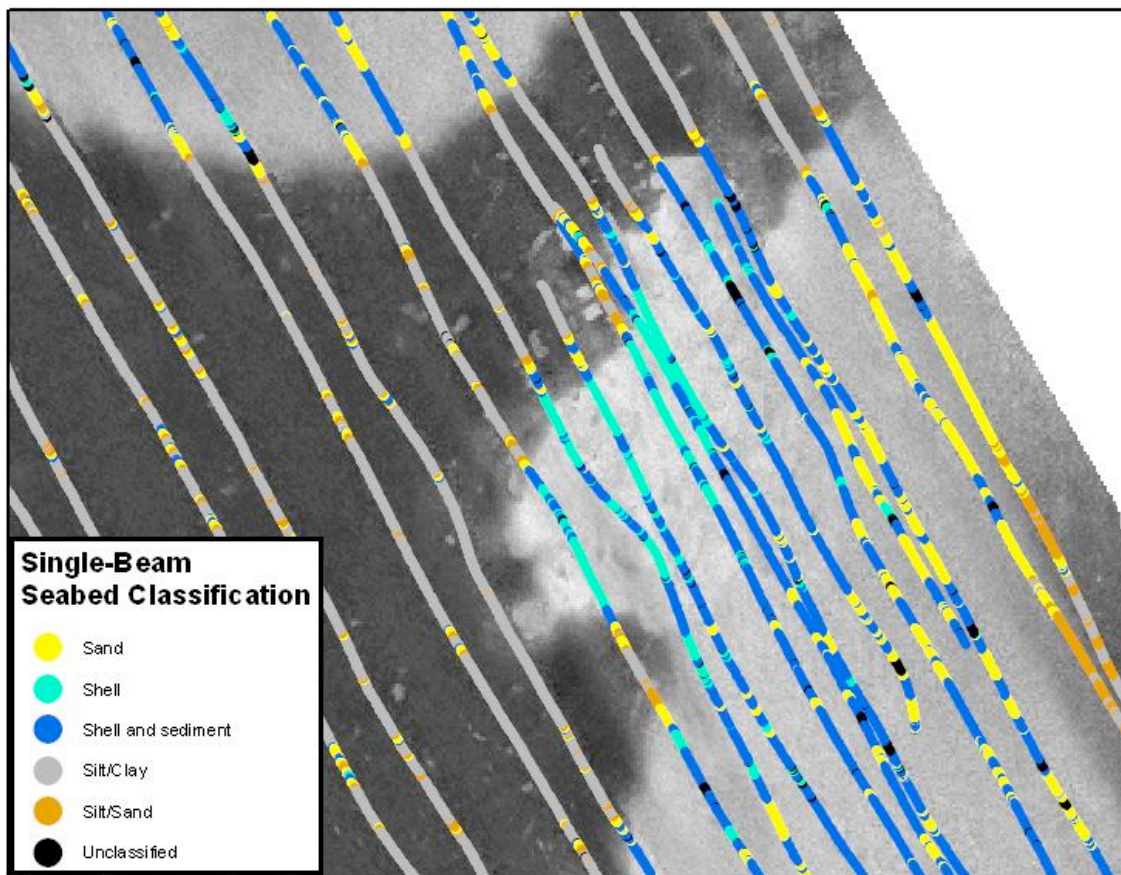 Single-Beam
Seabed Classification
Sand
Shell
Shell and sediment
Silt/Clay
Silt/Sand
Unclassified